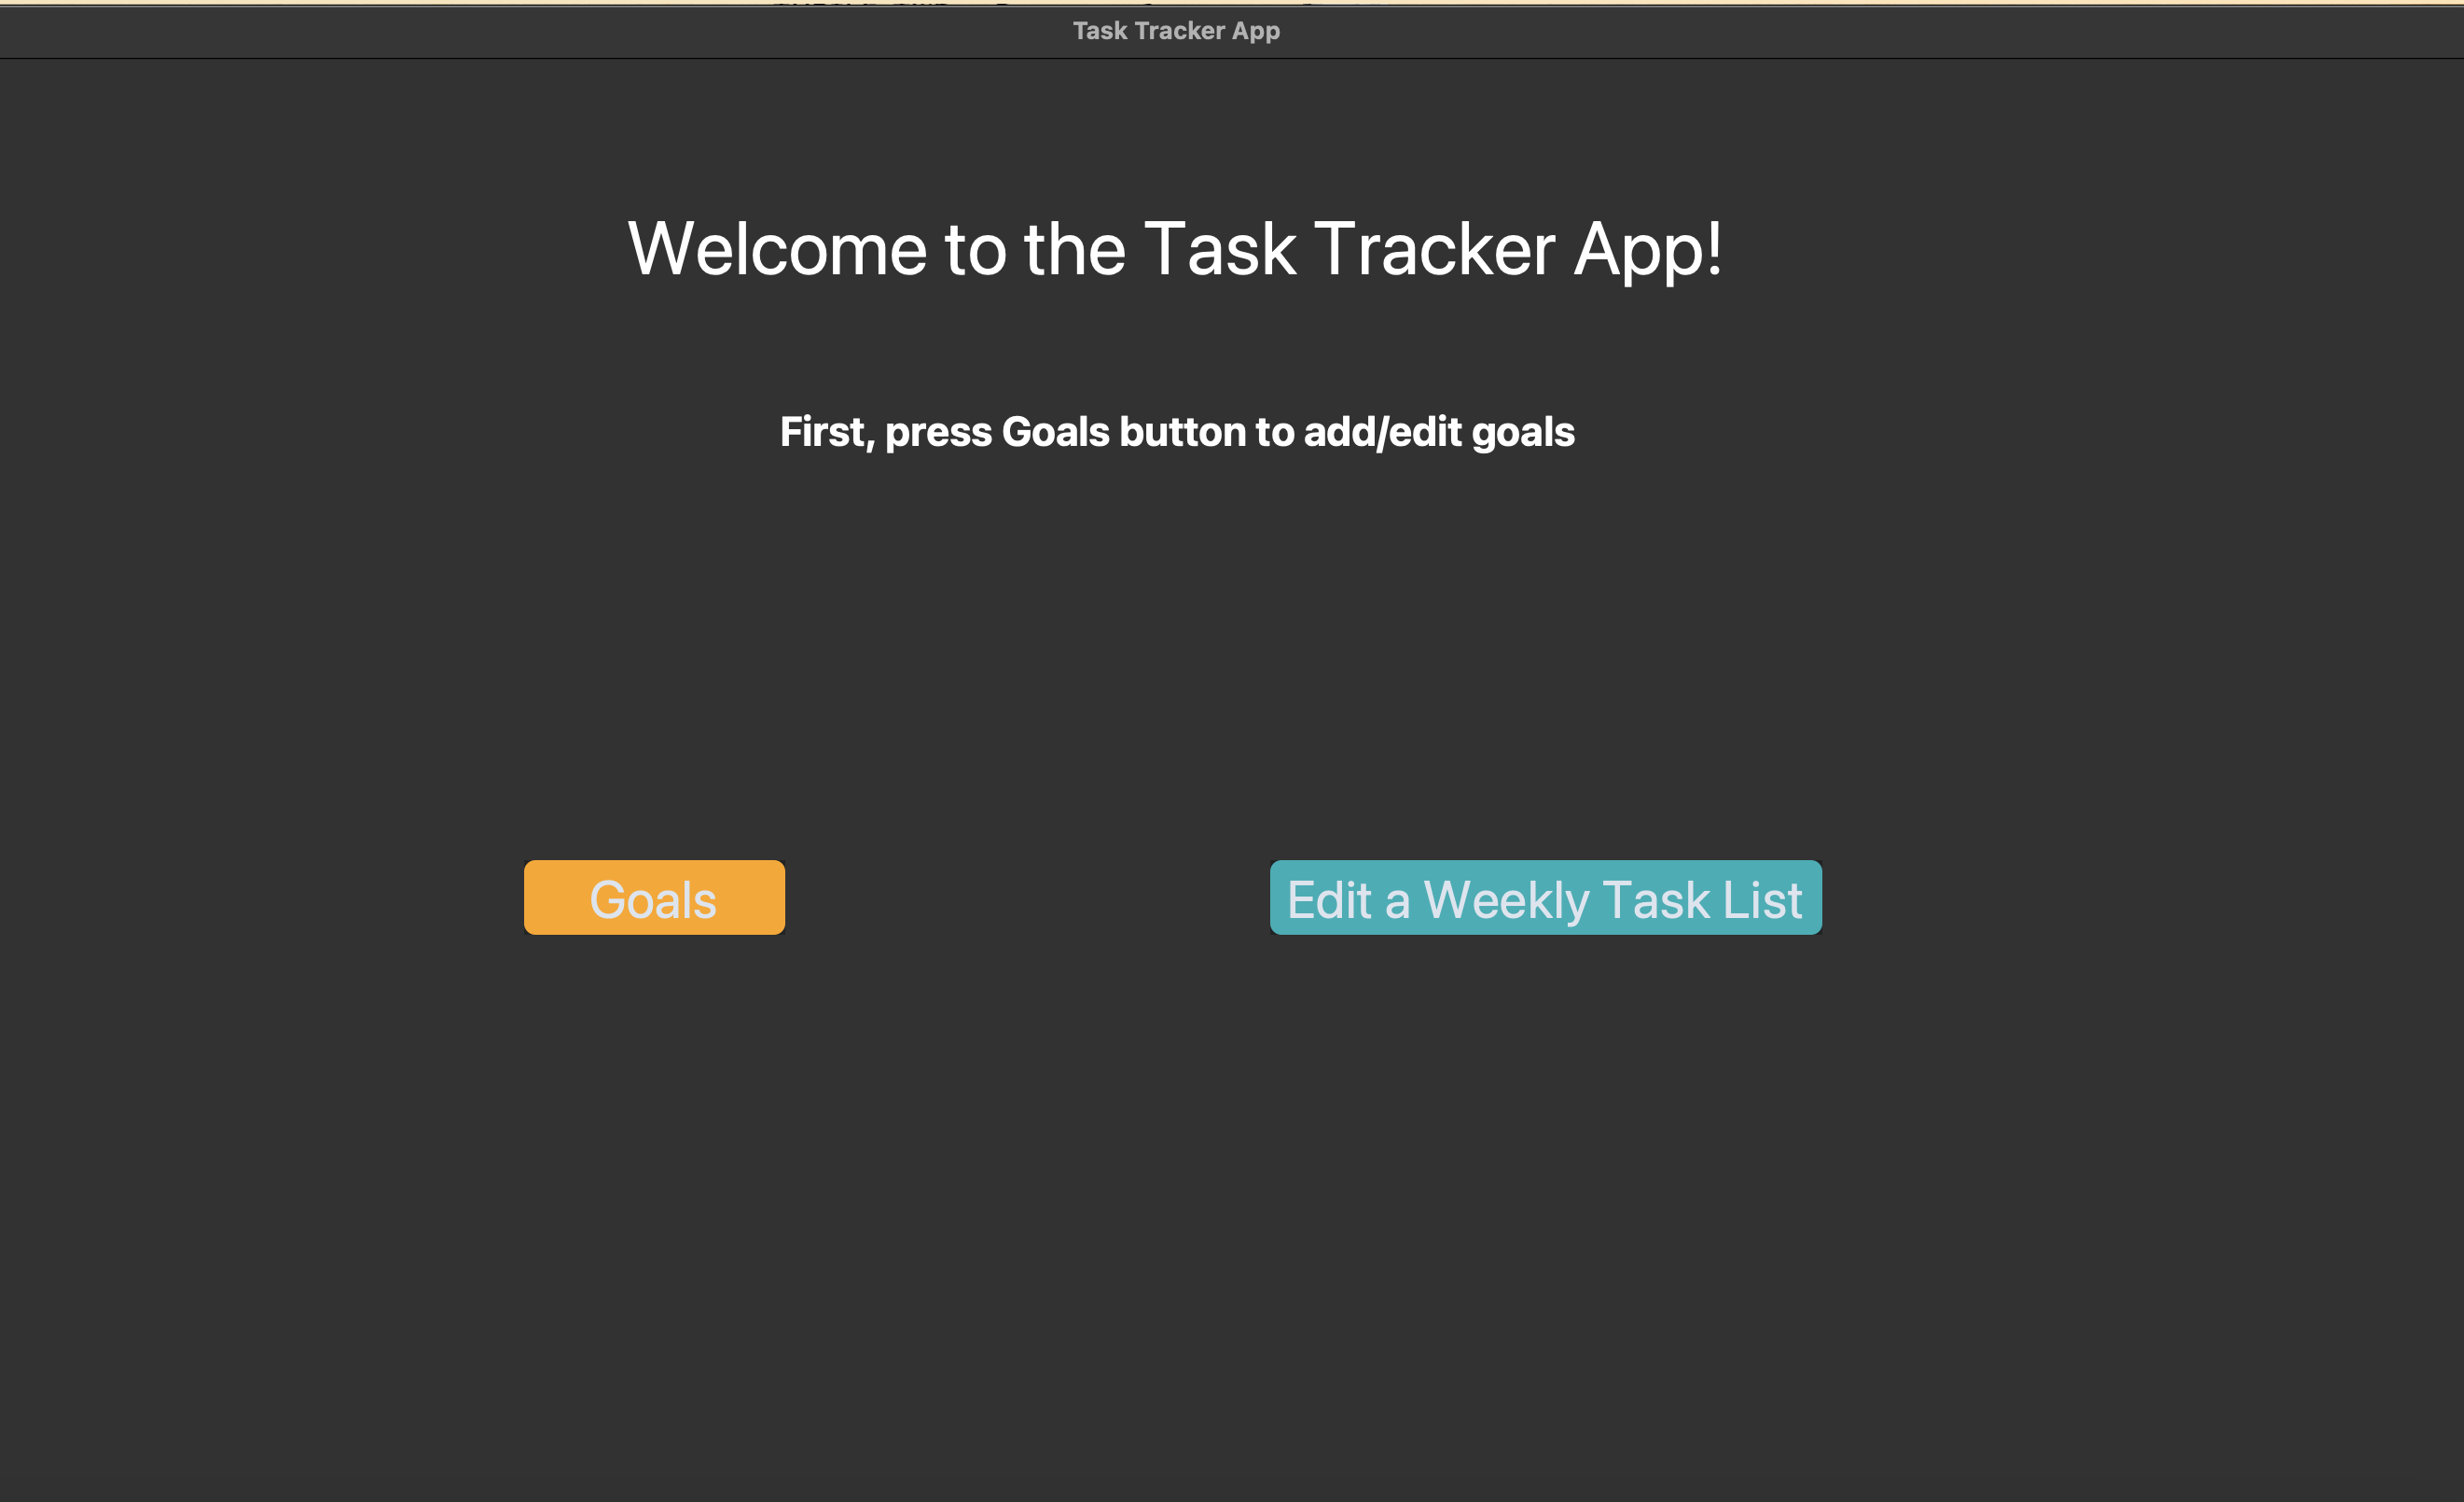 Task Tracker App
Welcome to the Task Tracker App!
First, press Goals button to add/edit goals
Goals
Edit a Weekly Task List